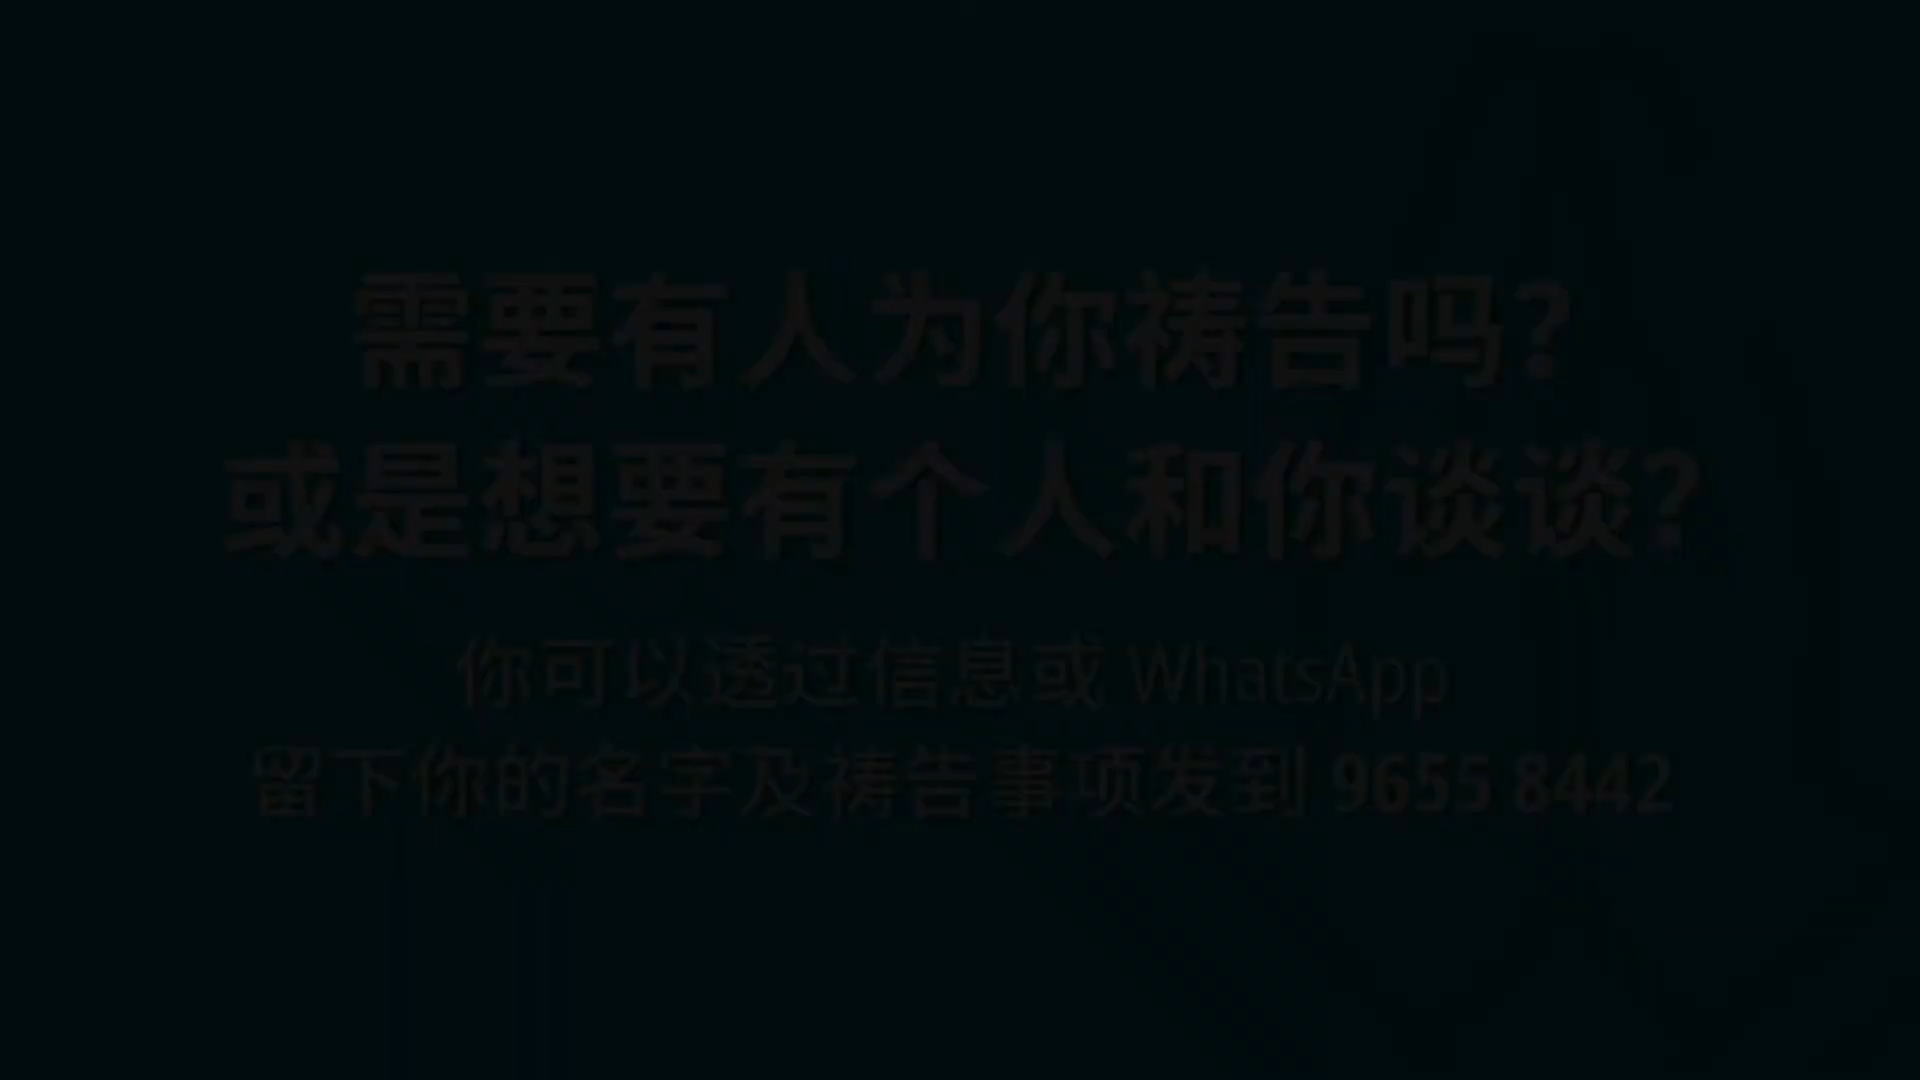 需要有人为你祷告吗?
或是想要有个人和你谈谈?
你可以透过信息或 WhatsApp
留下你的名字及祷告事项发到 9655 8442